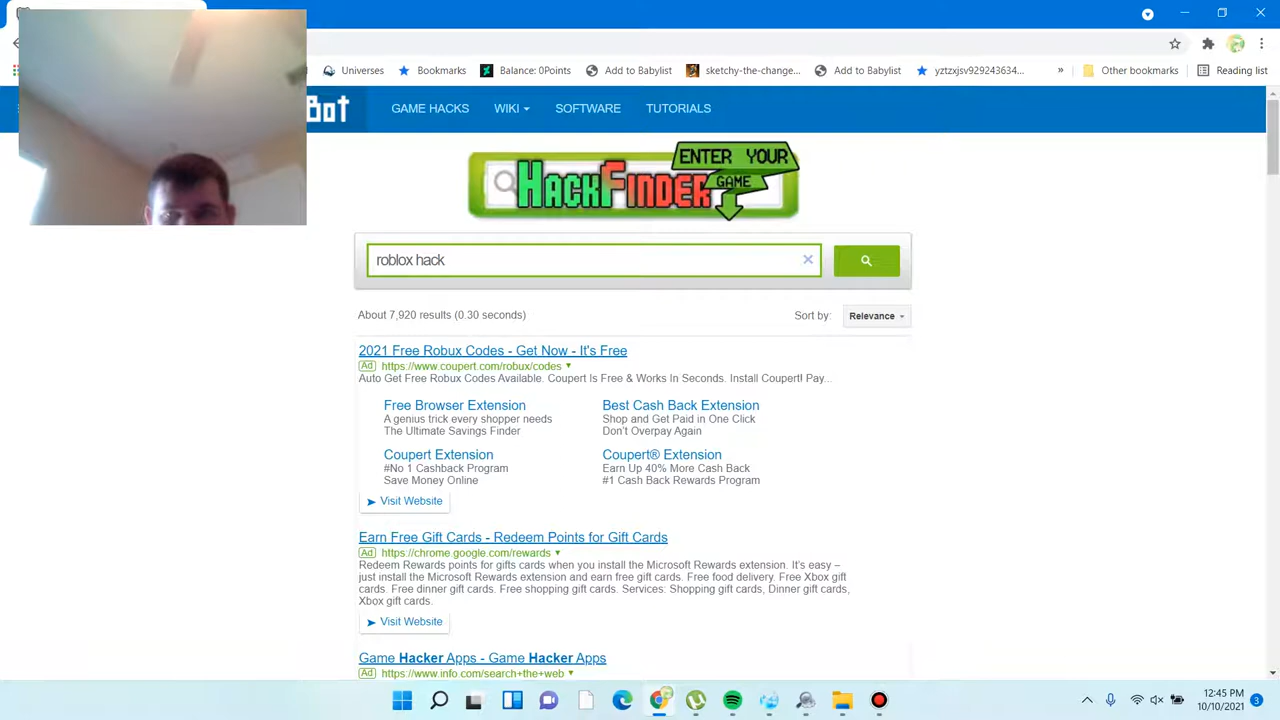 Universes
Bookmarks
Balance: 0Points
Add to Babylist
sketchy-the-change...
Add to Babylist
yztzxjsv929243634...
»
Other bookmarks
Reading list
Bot
GAME HACKS
WIKI
SOFTWARE
TUTORIALS
HACKFINDER
ENTER YOUR
GAME
roblox hack
About 7,920 results (0.30 seconds)
Sort by:
Relevance
2021 Free Robux Codes - Get Now - It's Free
Ad https://www.coupert.com/robux/codes
Auto Get Free Robux Codes Available. Coupert Is Free & Works In Seconds. Install Coupert! Pay...
Free Browser Extension
A genius trick every shopper needs
The Ultimate Savings Finder
Best Cash Back Extension
Shop and Get Paid in One Click
Don't Overpay Again
Coupert Extension
#No 1 Cashback Program
Save Money Online
Coupert® Extension
Earn Up 40% More Cash Back
#1 Cash Back Rewards Program
Visit Website
Earn Free Gift Cards - Redeem Points for Gift Cards
Ad https://chrome.google.com/rewards
Redeem Rewards points for gifts cards when you install the Microsoft Rewards extension. It's easy –
just install the Microsoft Rewards extension and earn free gift cards. Free food delivery. Free Xbox gift
cards. Free dinner gift cards. Free shopping gift cards. Services: Shopping gift cards, Dinner gift cards,
Xbox gift cards.
Visit Website
Game Hacker Apps - Game Hacker Apps
Ad https://www.info.com/search+the+web
12:45 PM
10/10/2021
3